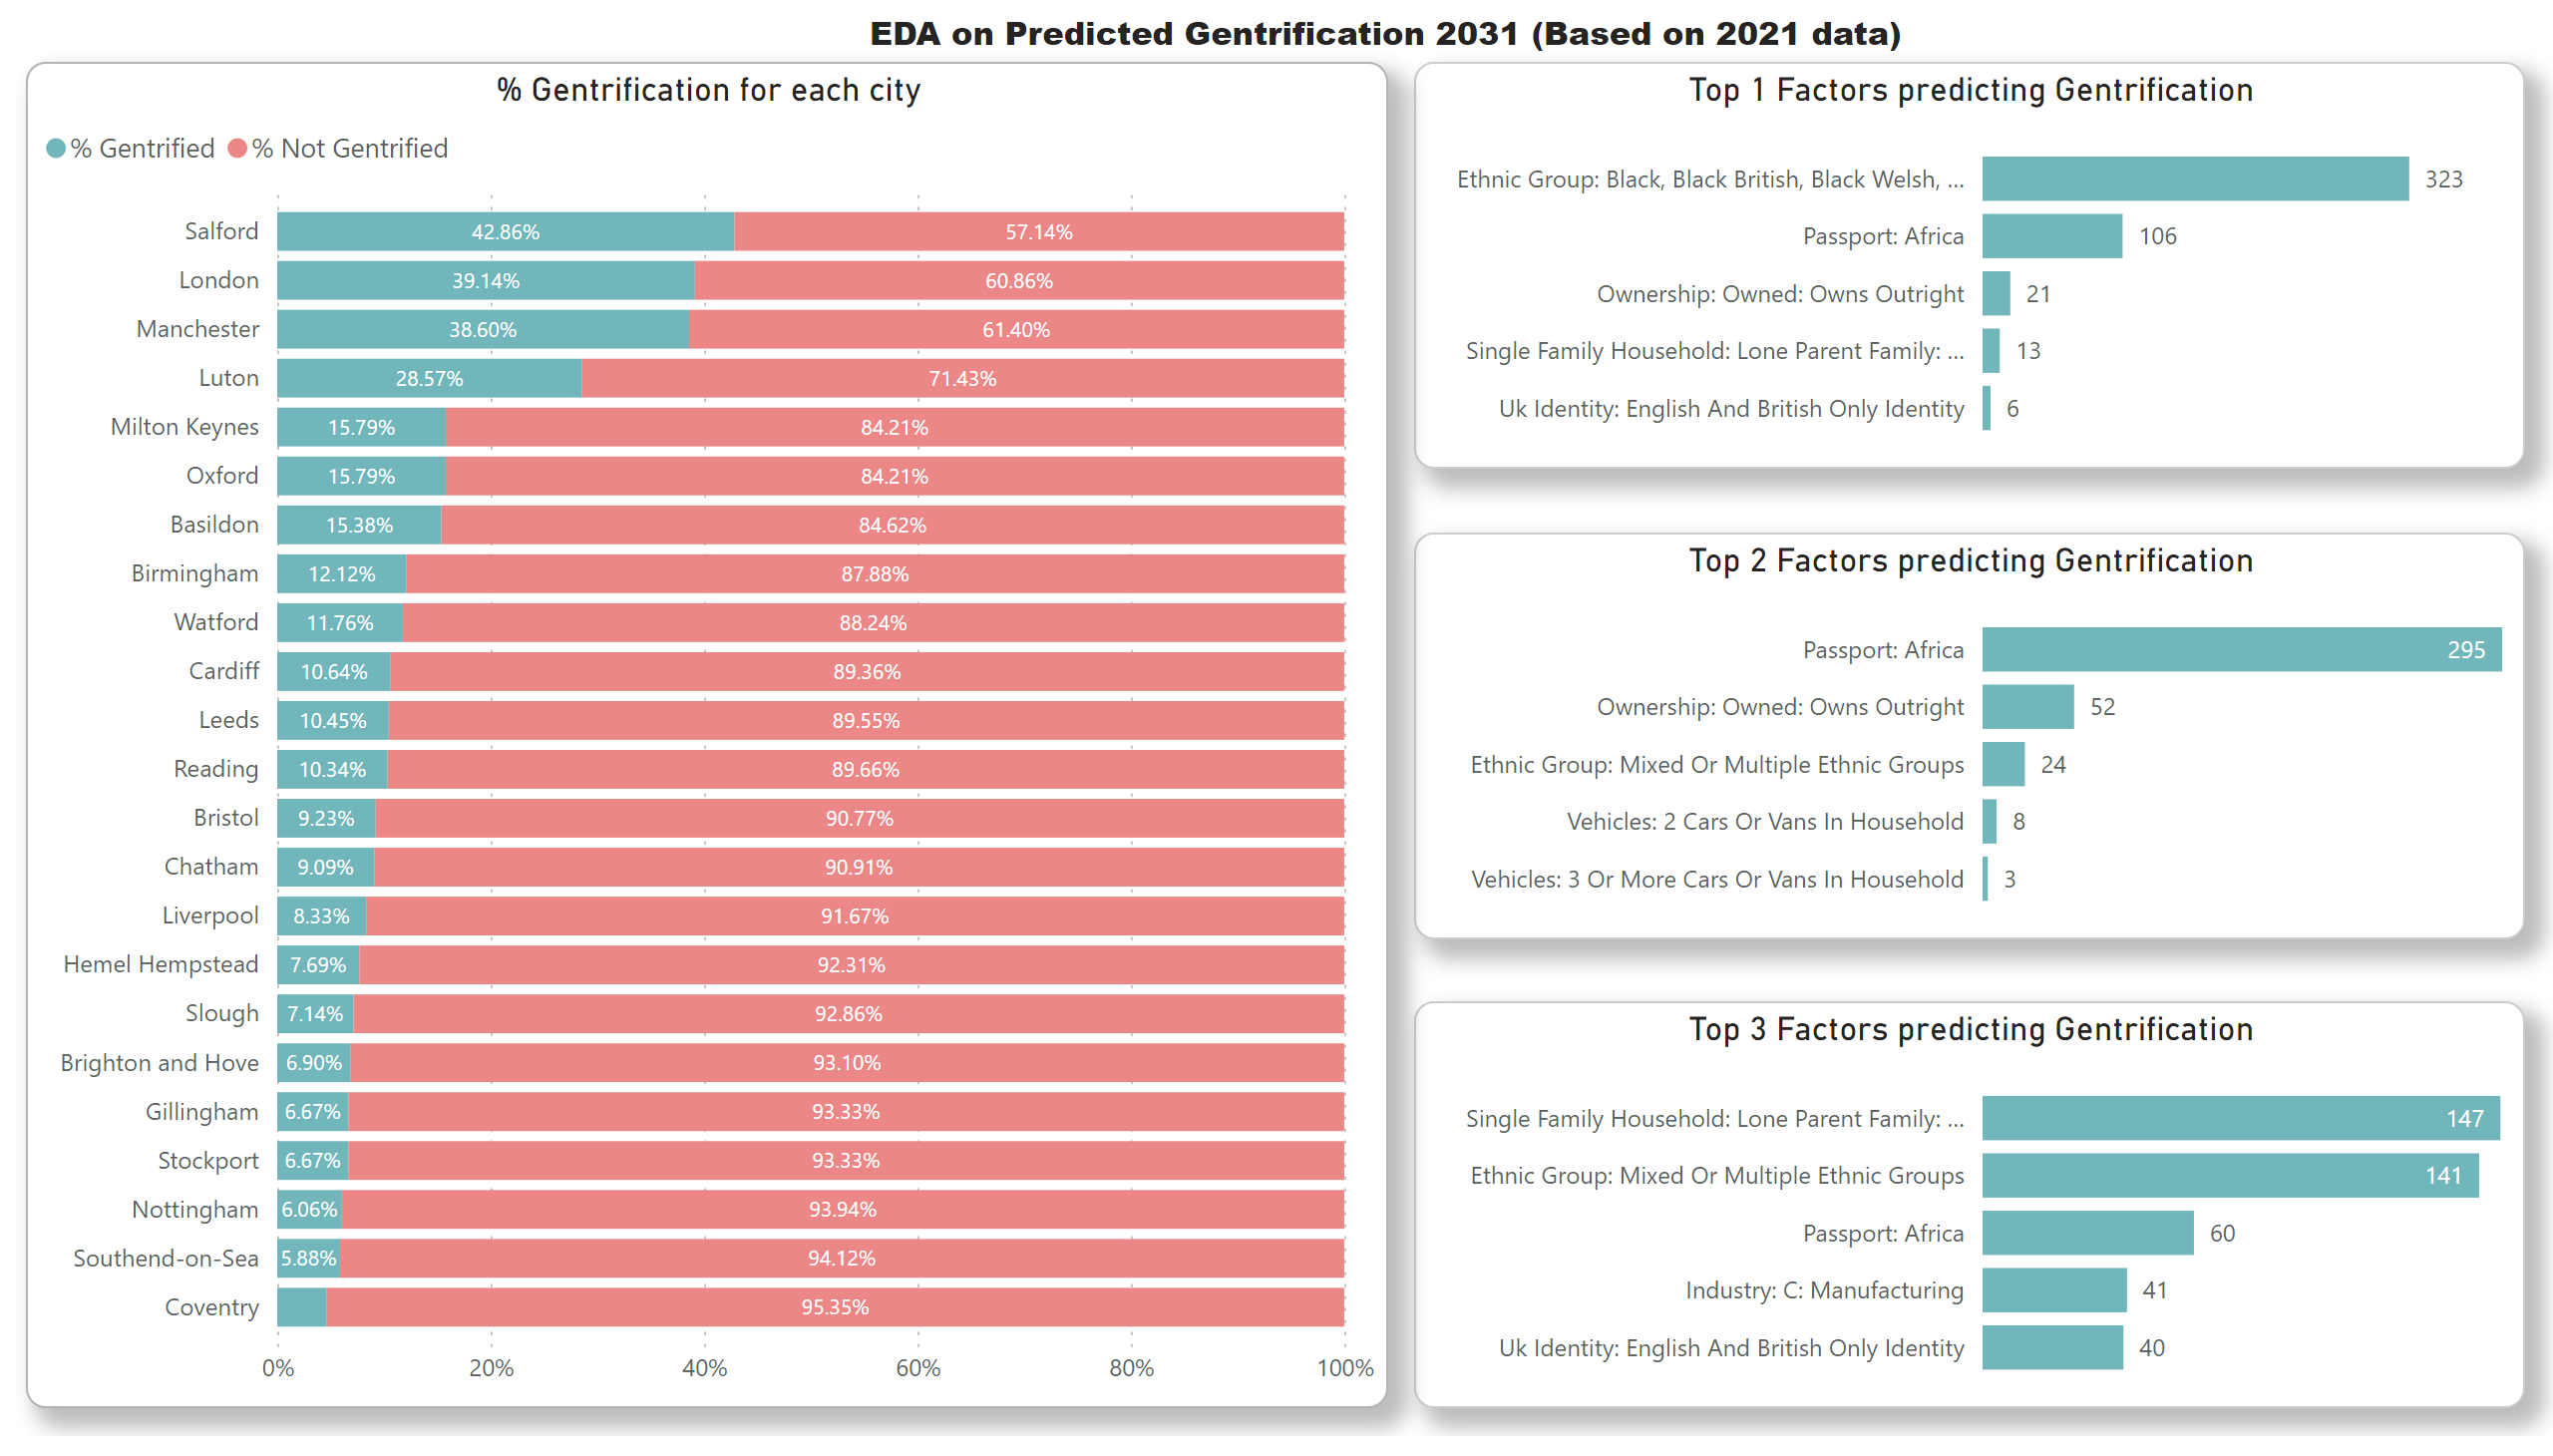 EDA on Predicted Gentrification 2031 (Based on 2021 data)
% Gentrification for each city
% Gentrified % Not Gentrified
Salford 42.86% 57.14%
London 39.14% 60.86%
Manchester 38.60% 61.40%
Luton 28.57% 71.43%
Milton Keynes 15.79% 84.21%
Oxford 15.79% 84.21%
Basildon 15.38% 84.62%
Birmingham 12.12% 87.88%
Watford 11.76% 88.24%
Cardiff 10.64% 89.36%
Leeds 10.45% 89.55%
Reading 10.34% 89.66%
Bristol 9.23% 90.77%
Chatham 9.09% 90.91%
Liverpool 8.33% 91.67%
Hemel Hempstead 7.69% 92.31%
Slough 7.14% 92.86%
Brighton and Hove 6.90% 93.10%
Gillingham 6.67% 93.33%
Stockport 6.67% 93.33%
Nottingham 6.06% 93.94%
Southend-on-Sea 5.88% 94.12%
Coventry 95.35%
0% 20% 40% 60% 80% 100%
Top 1 Factors predicting Gentrification
Ethnic Group: Black, Black British, Black Welsh, ... 323
Passport: Africa 106
Ownership: Owned: Owns Outright 21
Single Family Household: Lone Parent Family: ... 13
Uk Identity: English And British Only Identity 6
Top 2 Factors predicting Gentrification
Passport: Africa 295
Ownership: Owned: Owns Outright 52
Ethnic Group: Mixed Or Multiple Ethnic Groups 24
Vehicles: 2 Cars Or Vans In Household 8
Vehicles: 3 Or More Cars Or Vans In Household 3
Top 3 Factors predicting Gentrification
Single Family Household: Lone Parent Family: ... 147
Ethnic Group: Mixed Or Multiple Ethnic Groups 141
Passport: Africa 60
Industry: C: Manufacturing 41
Uk Identity: English And British Only Identity 40